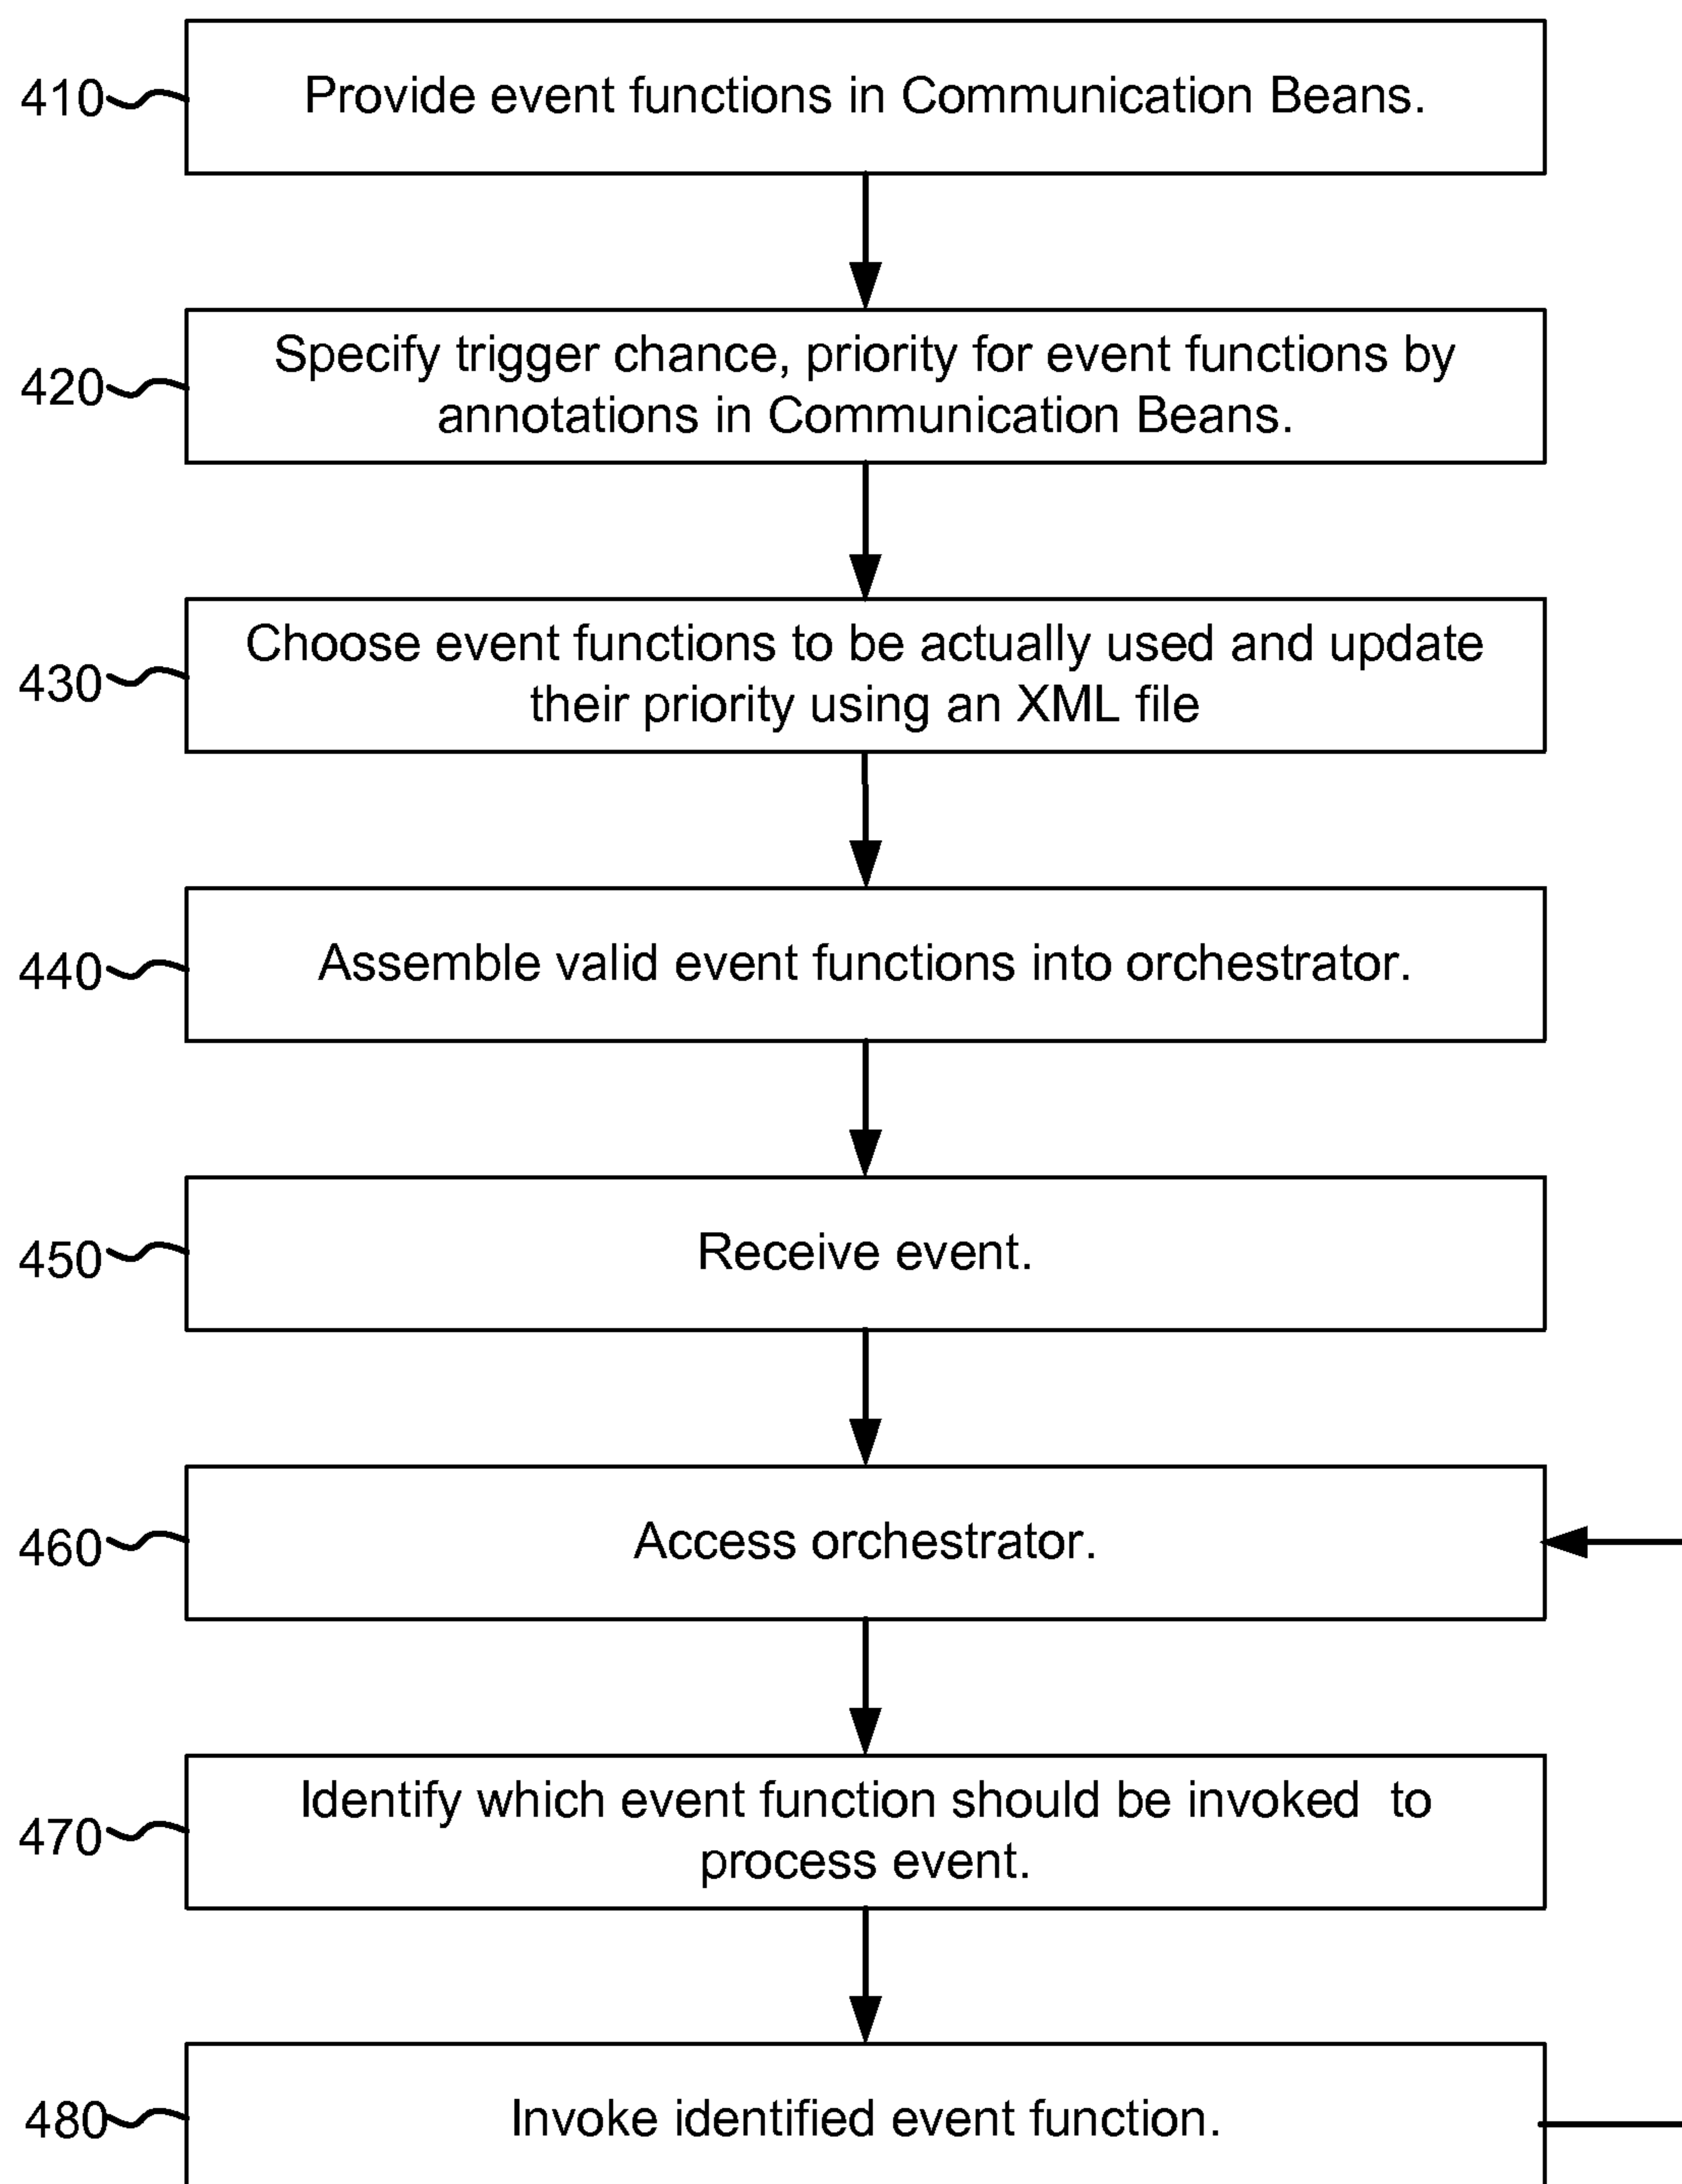 410
Provide event functions in Communication Beans.
420
Specify trigger chance, priority for event functions by
annotations in Communication Beans.
430
Choose event functions to be actually used and update
their priority using an XML file
440
Assemble valid event functions into orchestrator.
450
Receive event.
460
Access orchestrator.
470
Identify which event function should be invoked  to
process event.
480
Invoke identified event function.